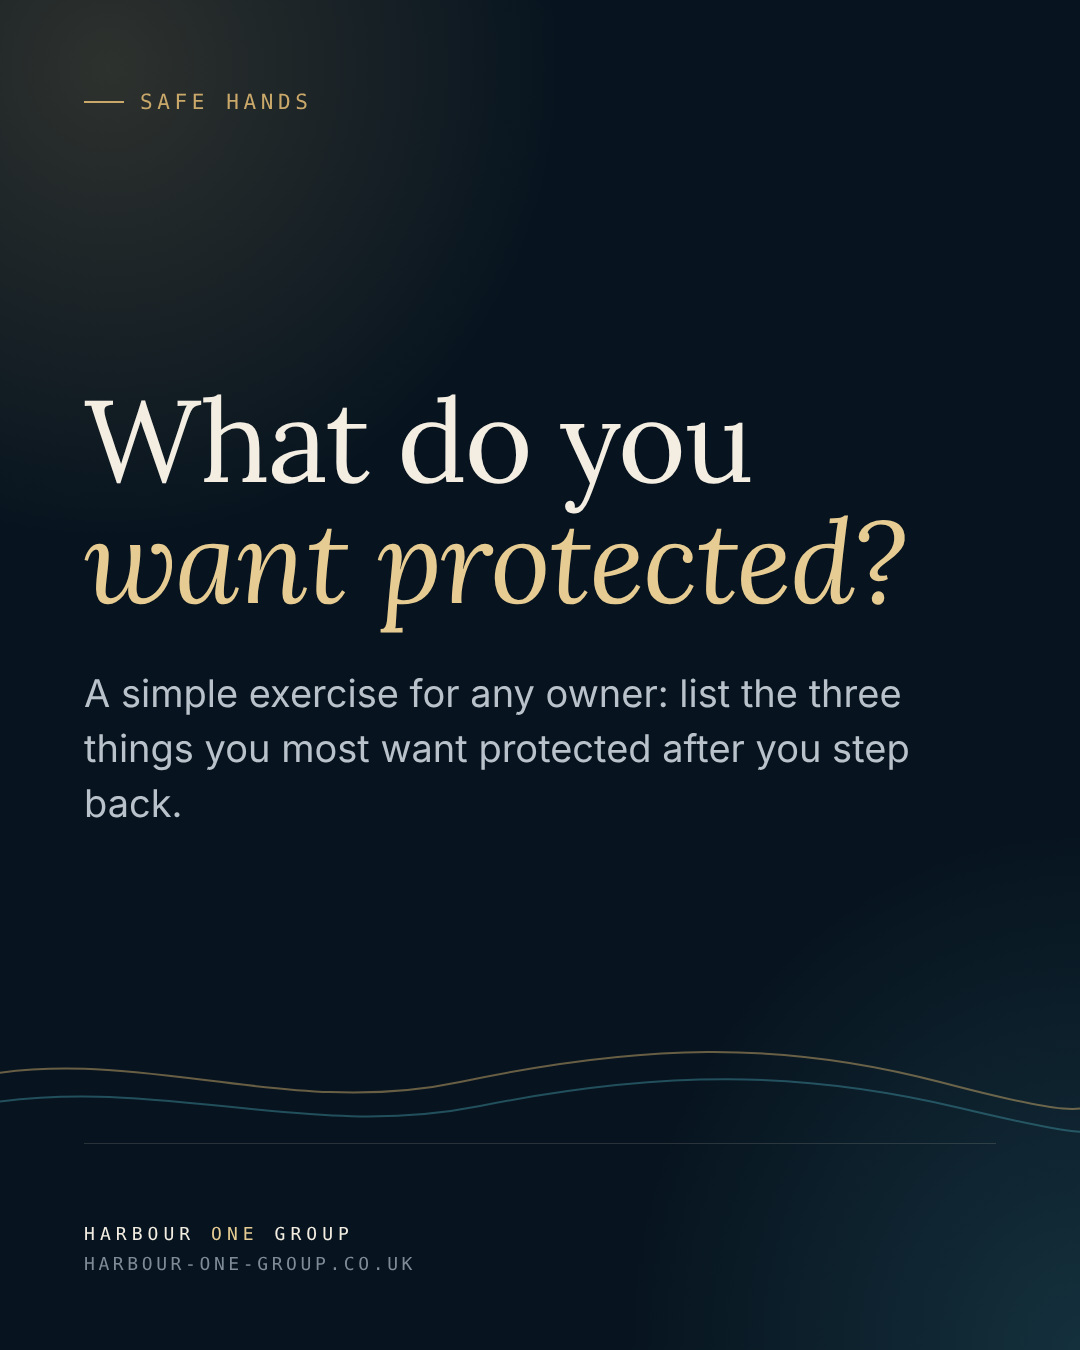 SAFE HANDS
What do you
want protected?
A simple exercise for any owner: list the three
things you most want protected after you step
back.
HARBOUR ONE GROUP
HARBOUR-ONE-GROUP.CO.UK